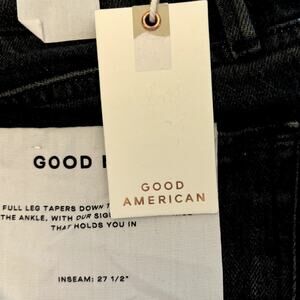 GOOD
AMERICAN
GOOD
FULL LEG TAPERS DOWN
THE ANKLE, WITH OUR
THAT HOLDS YOU IN
INSEAM: 27 1/2"